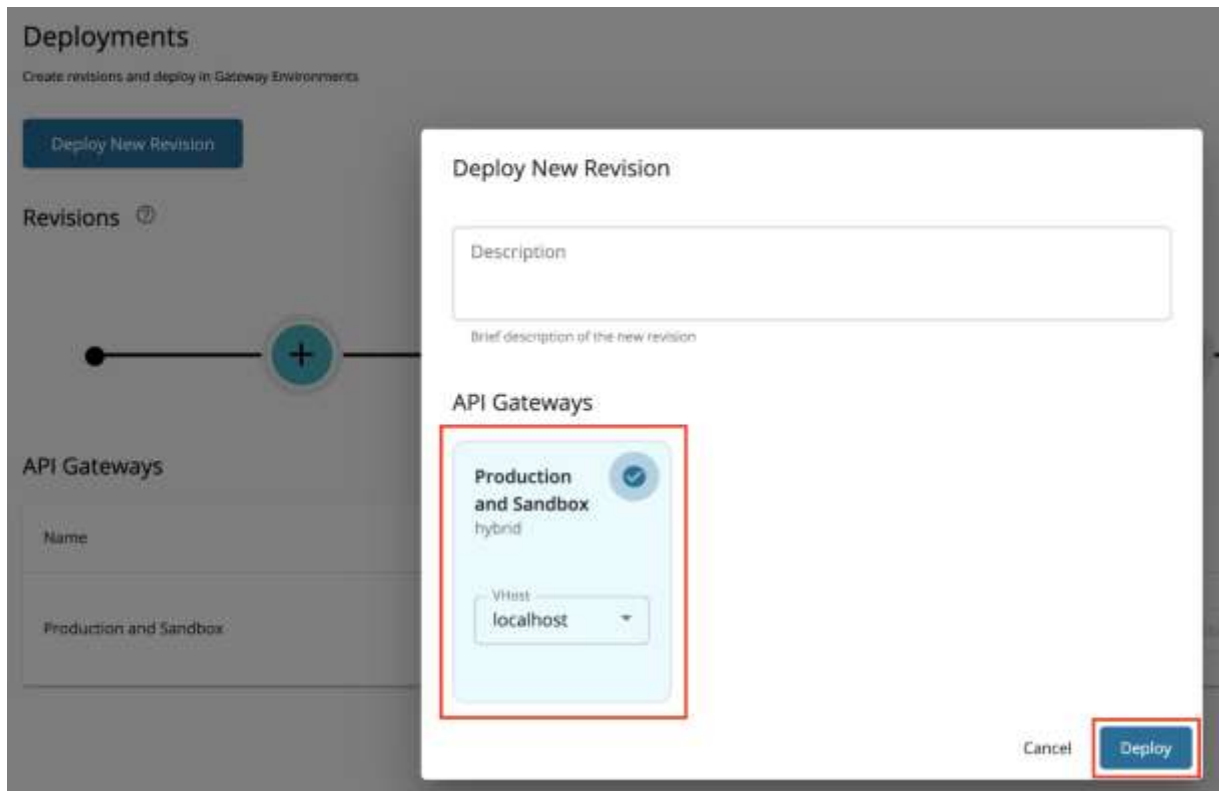 Deployments
Create revisions and deploy in Gateway Environments
Deploy New Revision
Revisions
API Gateways
Name
Production and Sandbox
Deploy New Revision
Description
Brief description of the new revision
API Gateways
Production
and Sandbox
hybrid
VHost
localhost
Cancel
Deploy